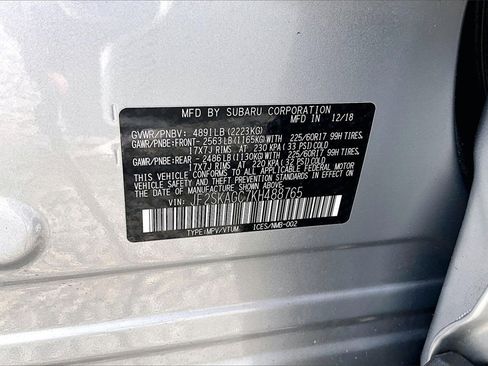 MFD BY SUBARU CORPORATION
MFD IN 12/18
GVWR/PNBV: 4891LB(2223KG)
GAWR/PNBE:FRONT- 2563LB(1165KG)WITH 225/60R17 99H TIRES,
17X7J RIMS AT 230 KPA(33 PSI)COLD
GAWR/PNBE:REAR - 2486LB(1130KG)WITH 225/60R17 99H TIRES,
17X7J RIMS AT 220 KPA(32 PSI)COLD
THIS VEHICLE CONFORMS TO ALL APPLICABLE FEDERAL MOTOR
VEHICLE SAFETY, BUMPER, AND THEFT PREVENTION STANDARDS
IN EFFECT ON THE DATE OF MANUFACTURE SHOWN ABOVE.
VIN: JF2SKAGC7KH488765
TYPE:MPV/VTUM ICES/NMB-002